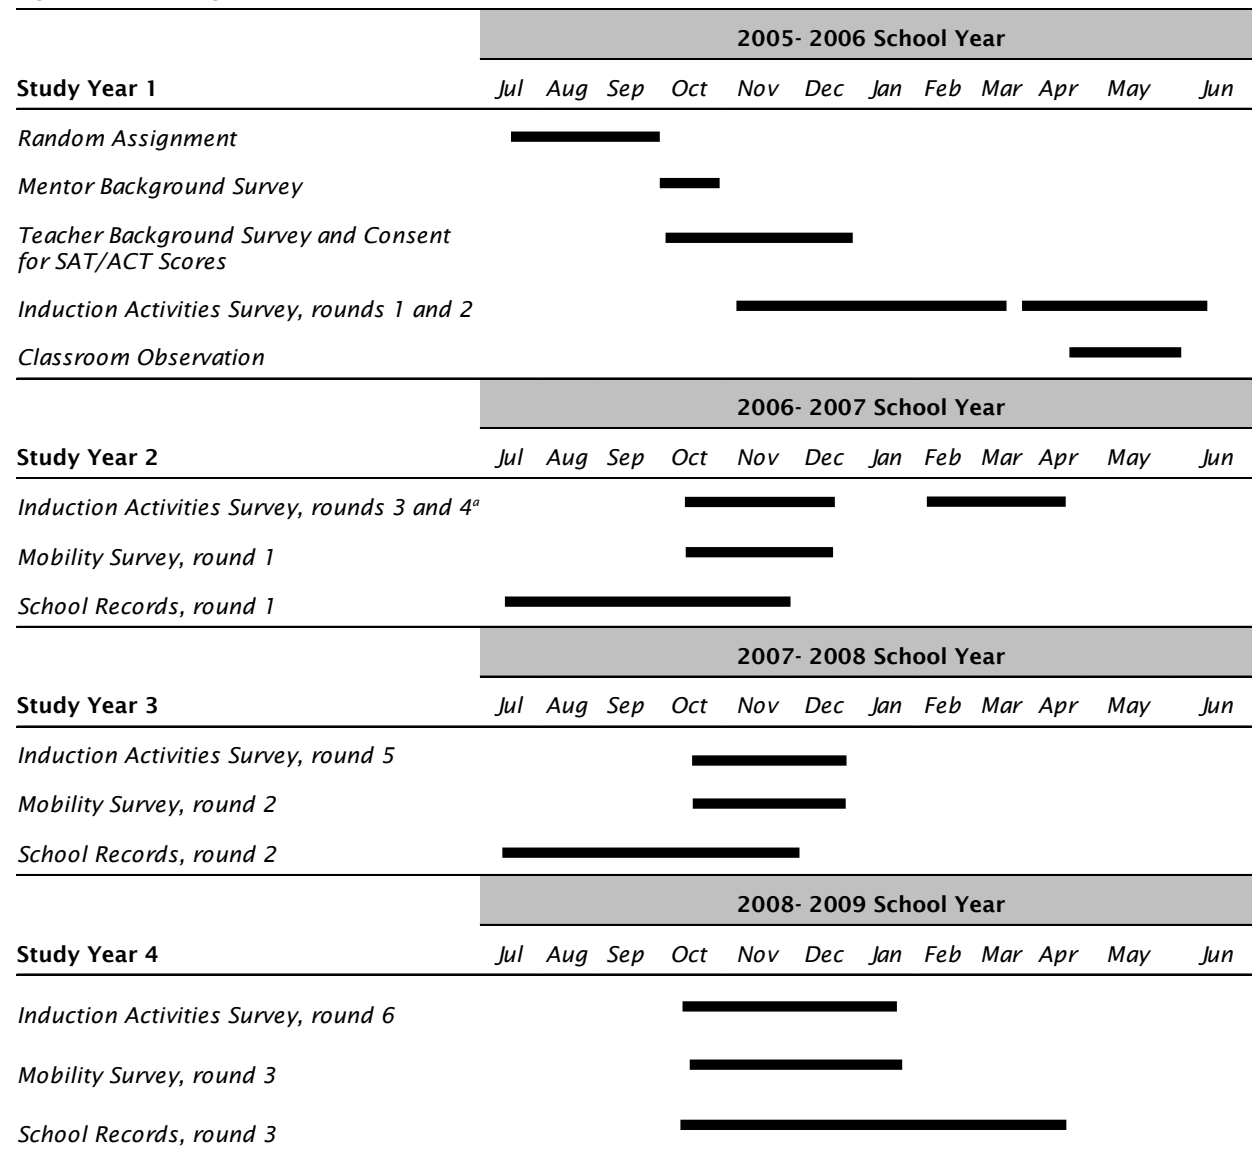 2005- 2006 School Year
Study Year 1 Jul Aug Sep Oct Nov Dec Jan Feb Mar Apr May Jun
Random Assignment
Mentor Background Survey
Teacher Background Survey and Consent
for SAT/ACT Scores
Induction Activities Survey, rounds 1 and 2
Classroom Observation
2006- 2007 School Year
Study Year 2 Jul Aug Sep Oct Nov Dec Jan Feb Mar Apr May Jun
Induction Activities Survey, rounds 3 and 4ᵃ
Mobility Survey, round 1
School Records, round 1
2007- 2008 School Year
Study Year 3 Jul Aug Sep Oct Nov Dec Jan Feb Mar Apr May Jun
Induction Activities Survey, round 5
Mobility Survey, round 2
School Records, round 2
2008- 2009 School Year
Study Year 4 Jul Aug Sep Oct Nov Dec Jan Feb Mar Apr May Jun
Induction Activities Survey, round 6
Mobility Survey, round 3
School Records, round 3